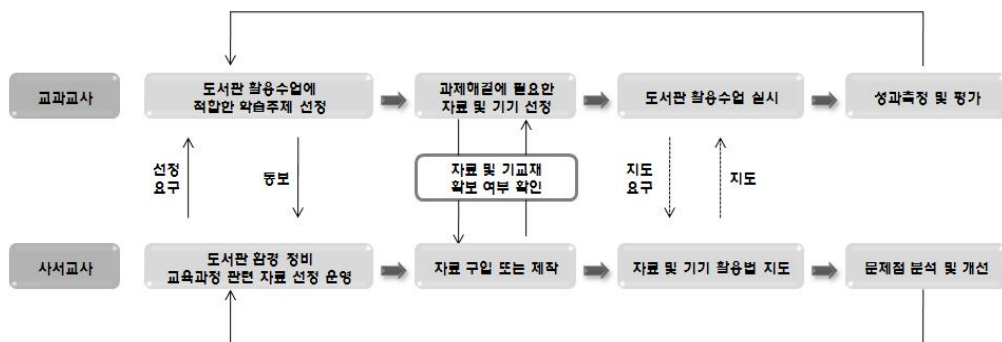 교과교사
도서관 활용수업에
적합한 학습주제 선정
과제해결에 필요한
자료 및 기기 선정
도서관 활용수업 실시
성과측정 및 평가
선정
요구
통보
자료 및 기교재
확보 여부 확인
지도
요구
지도
사서교사
도서관 환경 정비
교육과정 관련 자료 선정 운영
자료 구입 또는 제작
자료 및 기기 활용법 지도
문제점 분석 및 개선